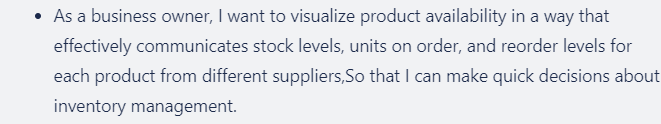 • As a business owner, I want to visualize product availability in a way that
effectively communicates stock levels, units on order, and reorder levels for
each product from different suppliers,So that I can make quick decisions about
inventory management.